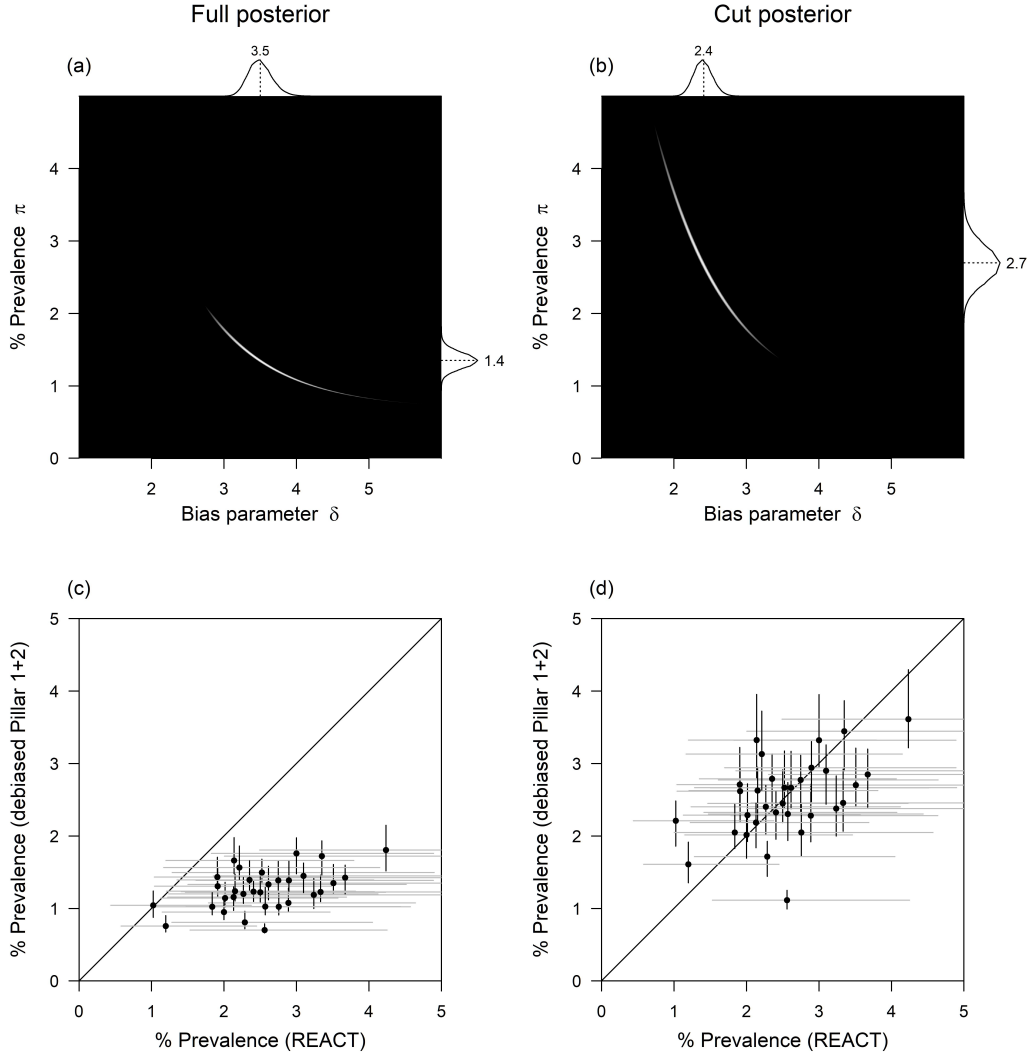 Full posterior
Cut posterior
(a)
3.5
% Prevalence π
4
3
2
1
0
1.4
2 3 4 5
Bias parameter δ
(b)
2.4
% Prevalence π
4
3
2
1
0
2.7
2 3 4 5
Bias parameter δ
(c)
% Prevalence (debiased Pillar 1+2)
5
4
3
2
1
0
0 1 2 3 4 5
% Prevalence (REACT)
(d)
% Prevalence (debiased Pillar 1+2)
5
4
3
2
1
0
0 1 2 3 4 5
% Prevalence (REACT)